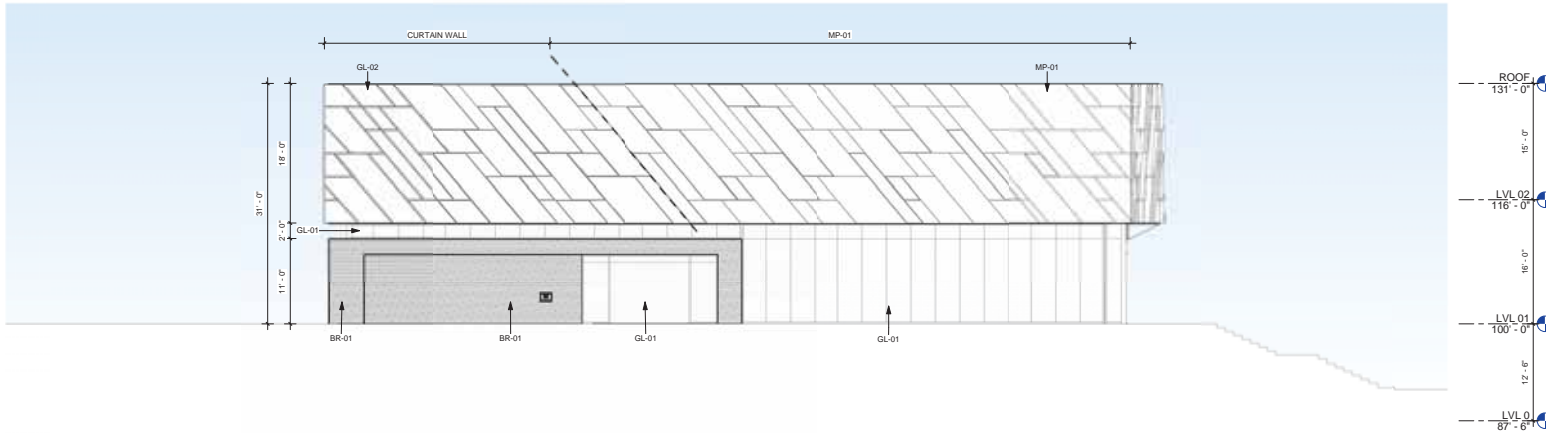 CURTAIN WALL
MP-01
GL-02
MP-01
ROOF
131' - 0"
18' - 0"
15' - 0"
31' - 0"
LVL 02
116' - 0"
GL-01
2' - 0"
11' - 0"
16' - 0"
LVL 01
100' - 0"
BR-01
BR-01
GL-01
GL-01
12' - 6"
LVL 0
87' - 6"